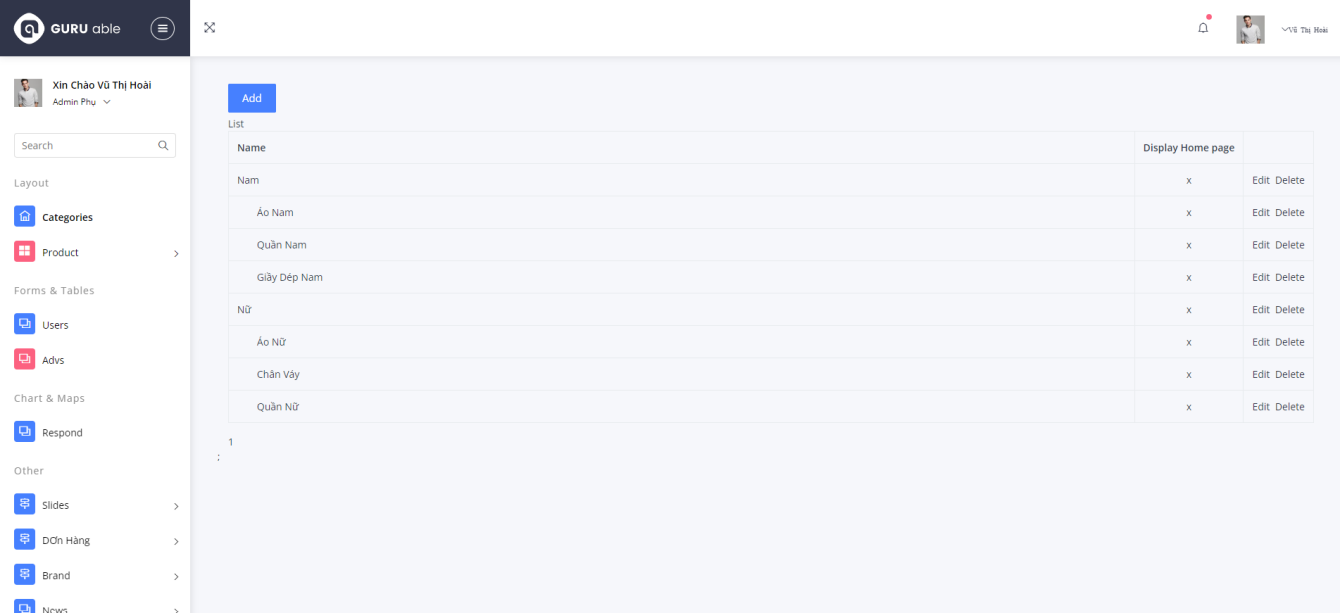 GURU able
Vũ Thị Hoài
Xin Chào Vũ Thị Hoài
Admin Phụ
Search
Layout
Categories
Product
Forms & Tables
Users
Advs
Chart & Maps
Respond
Other
Slides
DƠn Hàng
Brand
News
Add
List
Name Display Home page
Nam x Edit Delete
Áo Nam x Edit Delete
Quần Nam x Edit Delete
Giầy Dép Nam x Edit Delete
Nữ x Edit Delete
Áo Nữ x Edit Delete
Chân Váy x Edit Delete
Quần Nữ x Edit Delete
1
;